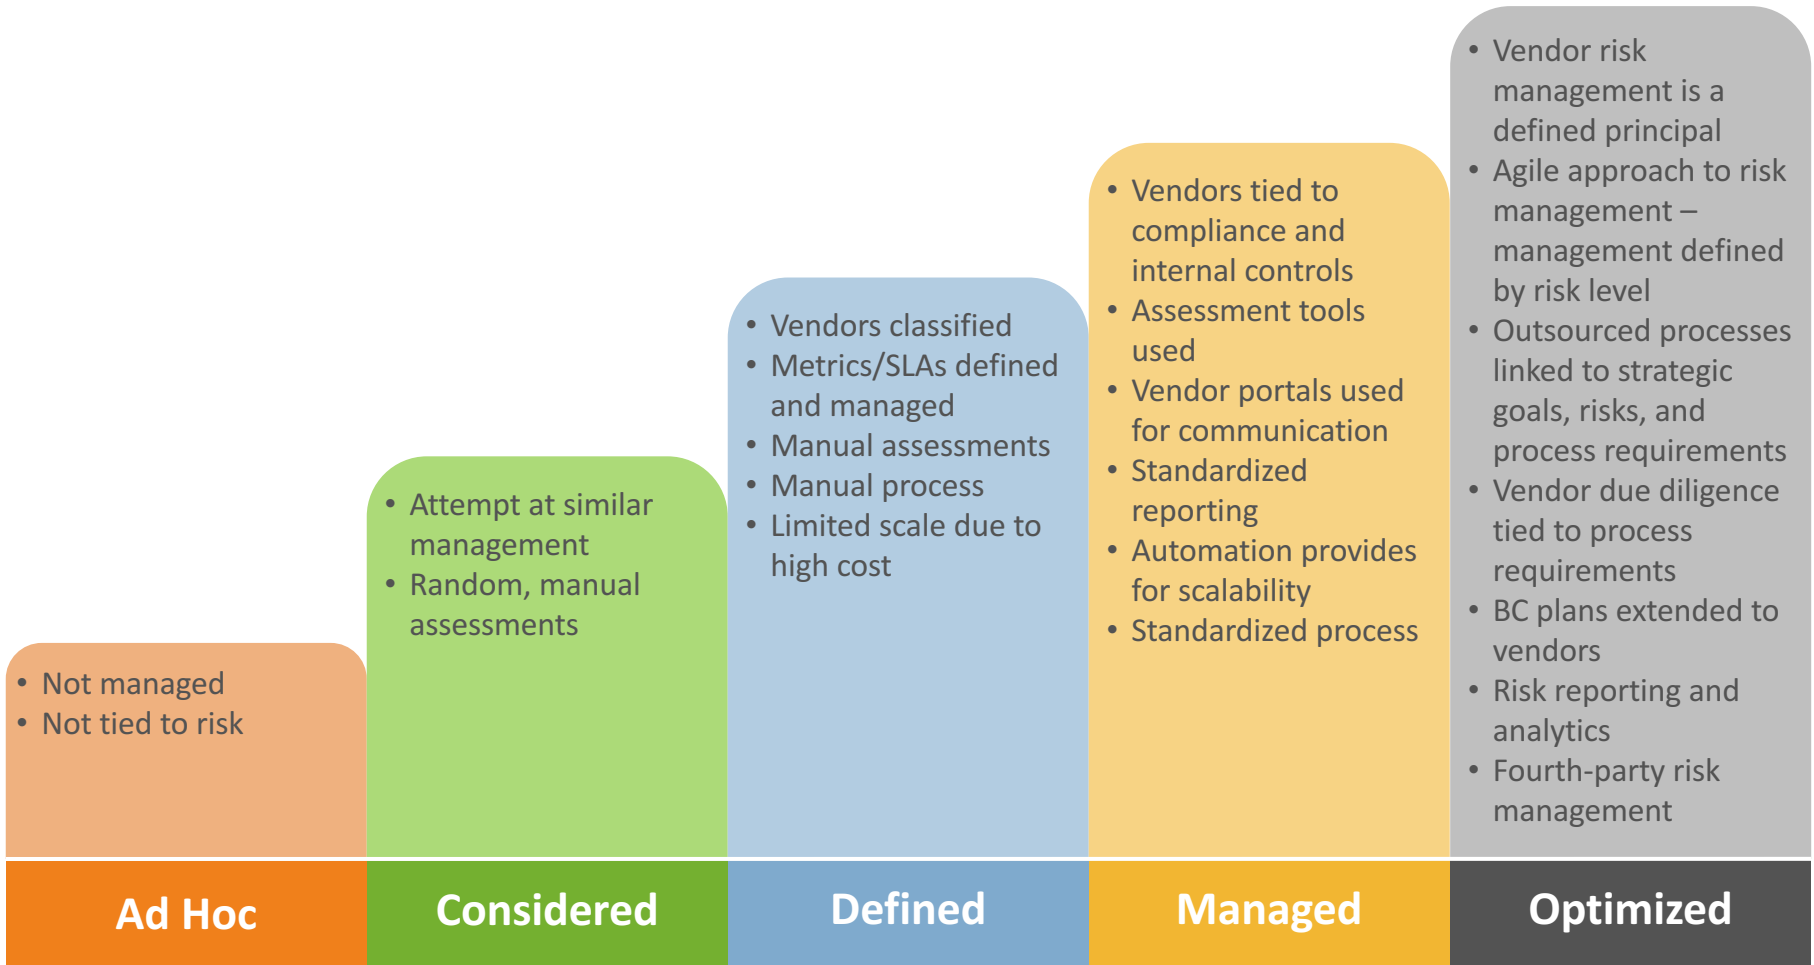 • Not managed
• Not tied to risk
Ad Hoc
• Attempt at similar
management
• Random, manual
assessments
Considered
• Vendors classified
• Metrics/SLAs defined
and managed
• Manual assessments
• Manual process
• Limited scale due to
high cost
Defined
• Vendors tied to
compliance and
internal controls
• Assessment tools
used
• Vendor portals used
for communication
• Standardized
reporting
• Automation provides
for scalability
• Standardized process
Managed
• Vendor risk
management is a
defined principal
• Agile approach to risk
management –
management defined
by risk level
• Outsourced processes
linked to strategic
goals, risks, and
process requirements
• Vendor due diligence
tied to process
requirements
• BC plans extended to
vendors
• Risk reporting and
analytics
• Fourth-party risk
management
Optimized